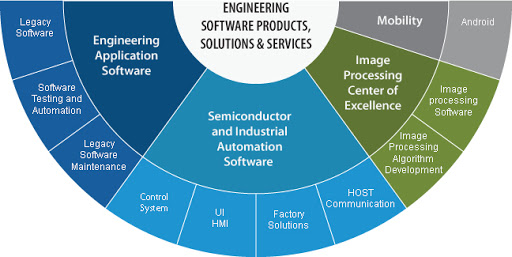 ENGINEERING
SOFTWARE PRODUCTS,
SOLUTIONS & SERVICES
Legacy
Software
Engineering
Application
Software
Mobility
Android
Software
Testing and
Automation
Image
Processing
Center of
Excellence
Image
processing
Software
Legacy
Software
Maintenance
Semiconductor
and Industrial
Automation
Software
Image
Processing
Algorithm
Development
Control
System
UI
HMI
Factory
Solutions
HOST
Communication